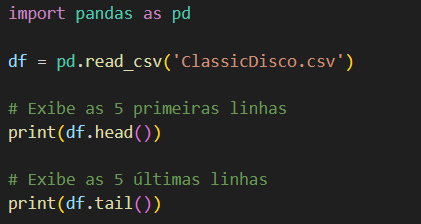 import pandas as pd
df = pd.read_csv('ClassicDisco.csv')
# Exibe as 5 primeiras linhas
print(df.head())
# Exibe as 5 últimas linhas
print(df.tail())